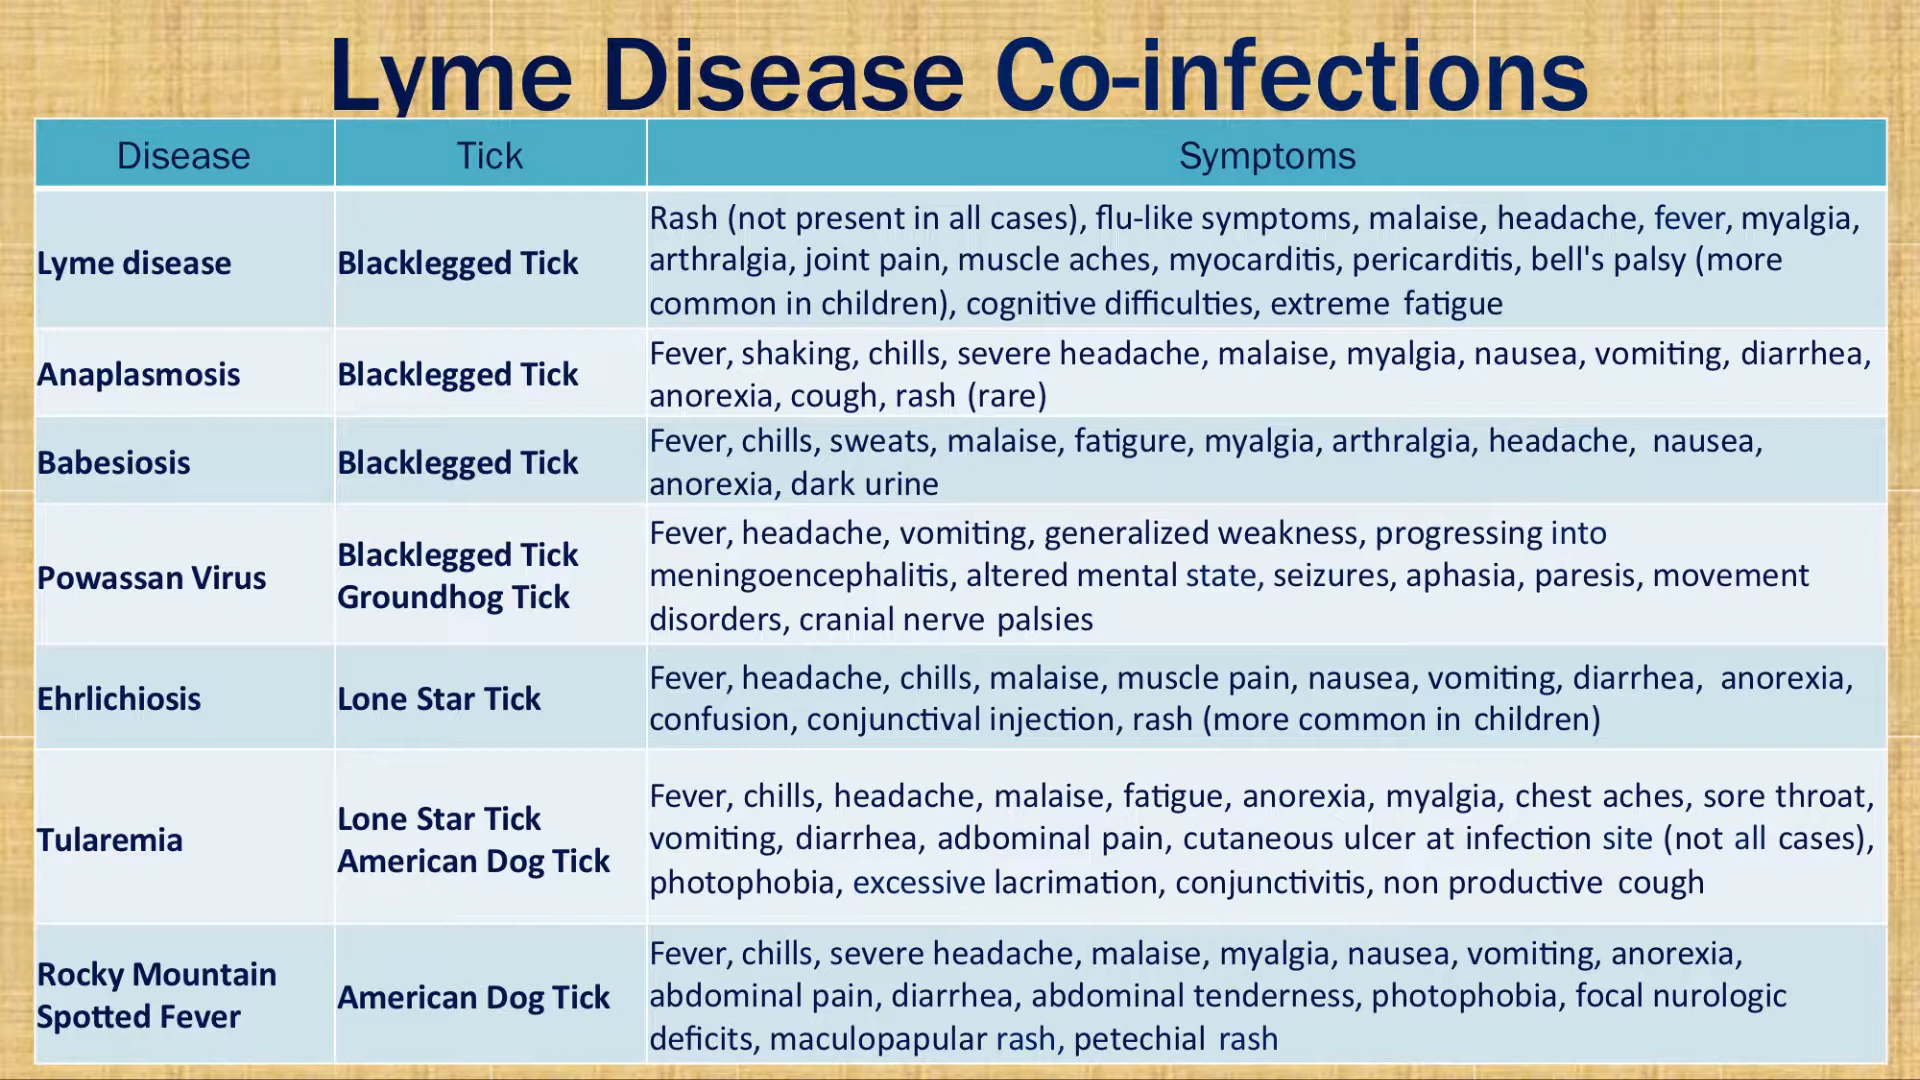 Lyme Disease Co-infections
Disease
Tick
Symptoms
Lyme disease
Blacklegged Tick
Rash (not present in all cases), flu-like symptoms, malaise, headache, fever, myalgia,
arthralgia, joint pain, muscle aches, myocarditis, pericarditis, bell's palsy (more
common in children), cognitive difficulties, extreme fatigue
Anaplasmosis
Blacklegged Tick
Fever, shaking, chills, severe headache, malaise, myalgia, nausea, vomiting, diarrhea,
anorexia, cough, rash (rare)
Babesiosis
Blacklegged Tick
Fever, chills, sweats, malaise, fatigure, myalgia, arthralgia, headache, nausea,
anorexia, dark urine
Powassan Virus
Blacklegged Tick
Groundhog Tick
Fever, headache, vomiting, generalized weakness, progressing into
meningoencephalitis, altered mental state, seizures, aphasia, paresis, movement
disorders, cranial nerve palsies
Ehrlichiosis
Lone Star Tick
Fever, headache, chills, malaise, muscle pain, nausea, vomiting, diarrhea, anorexia,
confusion, conjunctival injection, rash (more common in children)
Tularemia
Lone Star Tick
American Dog Tick
Fever, chills, headache, malaise, fatigue, anorexia, myalgia, chest aches, sore throat,
vomiting, diarrhea, adbominal pain, cutaneous ulcer at infection site (not all cases),
photophobia, excessive lacrimation, conjunctivitis, non productive cough
Rocky Mountain
Spotted Fever
American Dog Tick
Fever, chills, severe headache, malaise, myalgia, nausea, vomiting, anorexia,
abdominal pain, diarrhea, abdominal tenderness, photophobia, focal nurologic
deficits, maculopapular rash, petechial rash